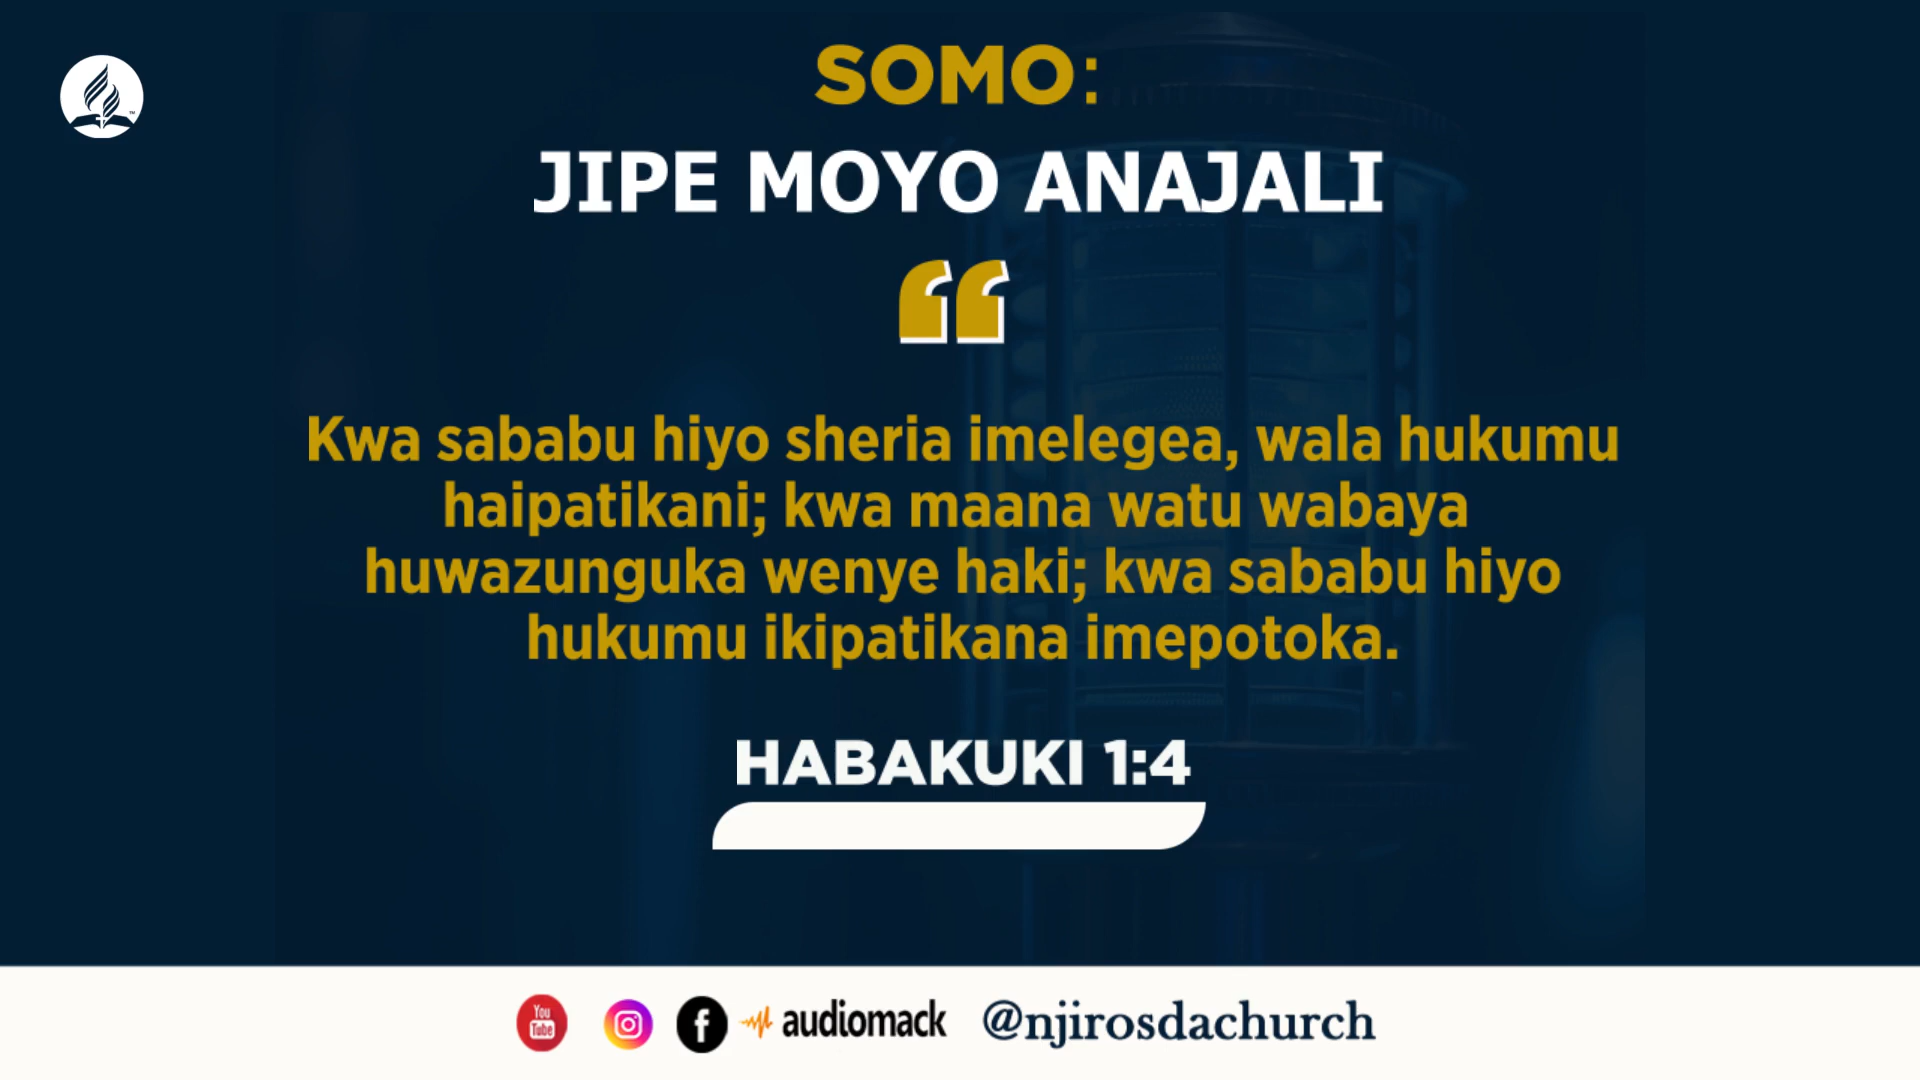 SOMO:
JIPE MOYO ANAJALI
“
Kwa sababu hiyo sheria imelegea, wala hukumu
haipatikani; kwa maana watu wabaya
huwazunguka wenye haki; kwa sababu hiyo
hukumu ikipatikana imepotoka.
HABAKUKI 1:4
You Tube audiomack @njirosdachurch